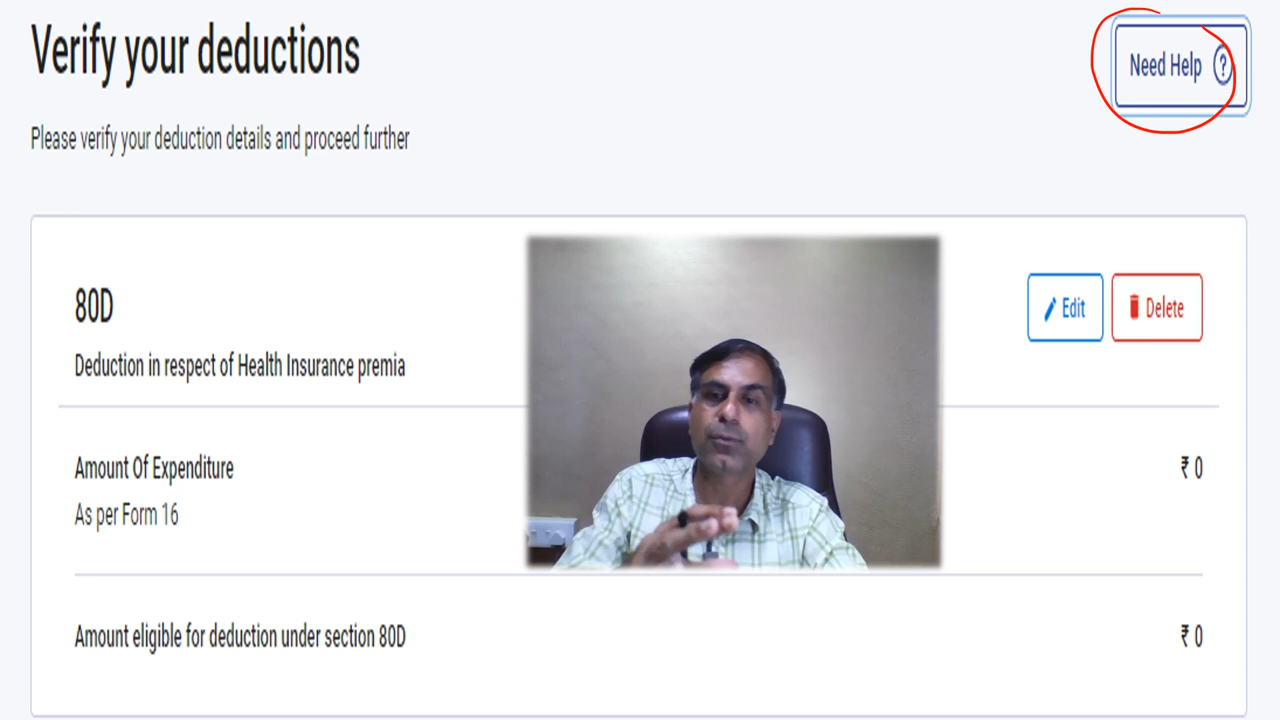 Verify your deductions
Need Help ?
Please verify your deduction details and proceed further
80D
Edit
Delete
Deduction in respect of Health Insurance premia
Amount Of Expenditure
₹ 0
As per Form 16
Amount eligible for deduction under section 80D
₹ 0